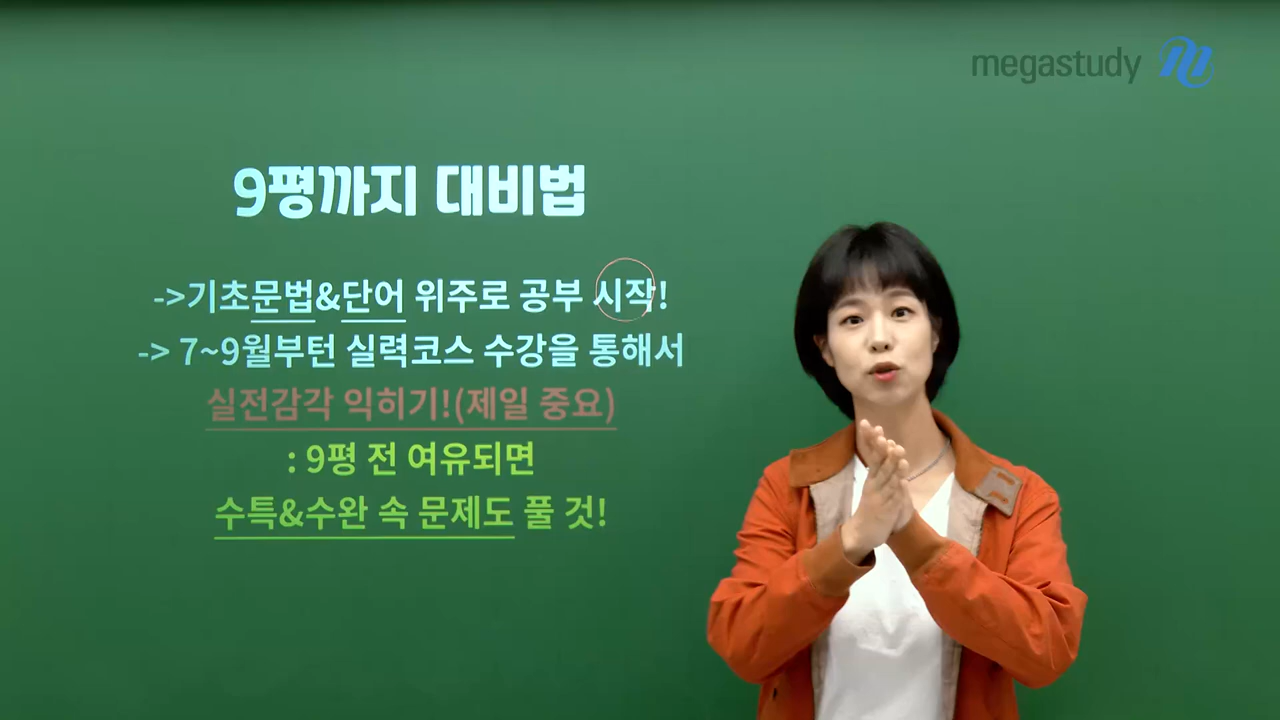 megastudy
9평까지 대비법
->기초문법&단어 위주로 공부 시작!
-> 7~9월부턴 실력코스 수강을 통해서
실전감각 익히기!(제일 중요)
: 9평 전 여유되면
수특&수완 속 문제도 풀 것!